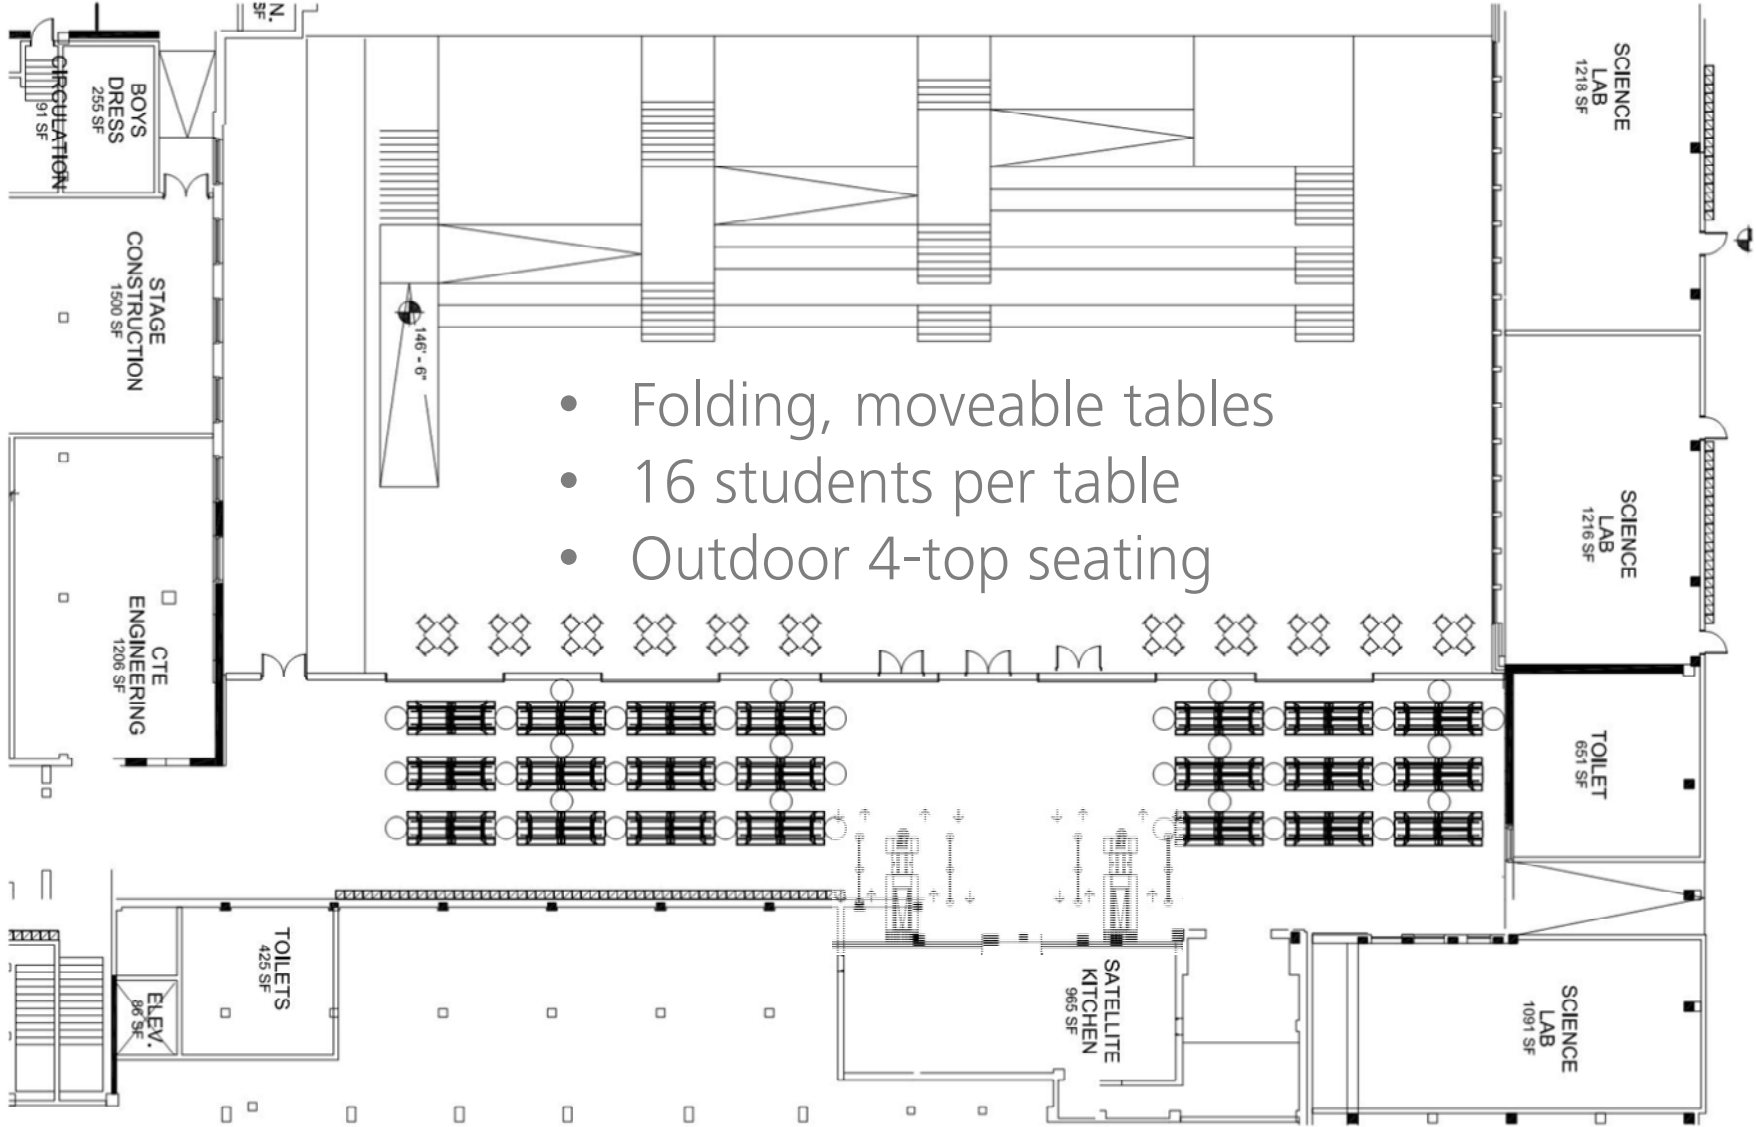 N.
SF
CIRCULATION
91 SF
BOYS
DRESS
255 SF
SCIENCE
LAB
1218 SF
STAGE
CONSTRUCTION
1500 SF
146' - 6"
• Folding, moveable tables
• 16 students per table
• Outdoor 4-top seating
SCIENCE
LAB
1216 SF
CTE
ENGINEERING
1206 SF
TOILET
651 SF
TOILETS
425 SF
ELEV.
86 SF
SATELLITE
KITCHEN
965 SF
SCIENCE
LAB
1091 SF